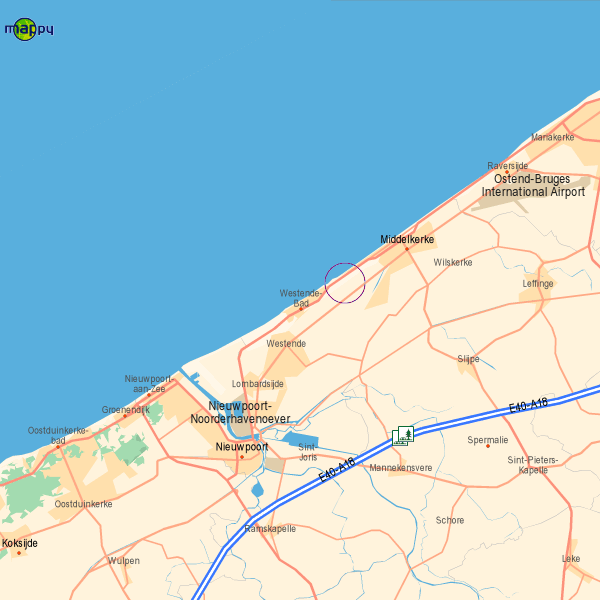 mappy
Mariakerke
Raversijde
Ostend-Bruges
International Airport
Middelkerke
Wilskerke
Leffinge
Westende-
Bad
Westende
Slijpe
Nieuwpoort-
aan-Zee
Lombardsijde
Groenendijk
Nieuwpoort-
Noorderhavenoever
E40-A18
Oostduinkerke-
bad
Nieuwpoort
Sint-
Joris
E40-A18
Mannekensvere
Spermalie
Sint-Pieters-
Kapelle
Oostduinkerke
Ramskapelle
Schore
Koksijde
Wulpen
Leke